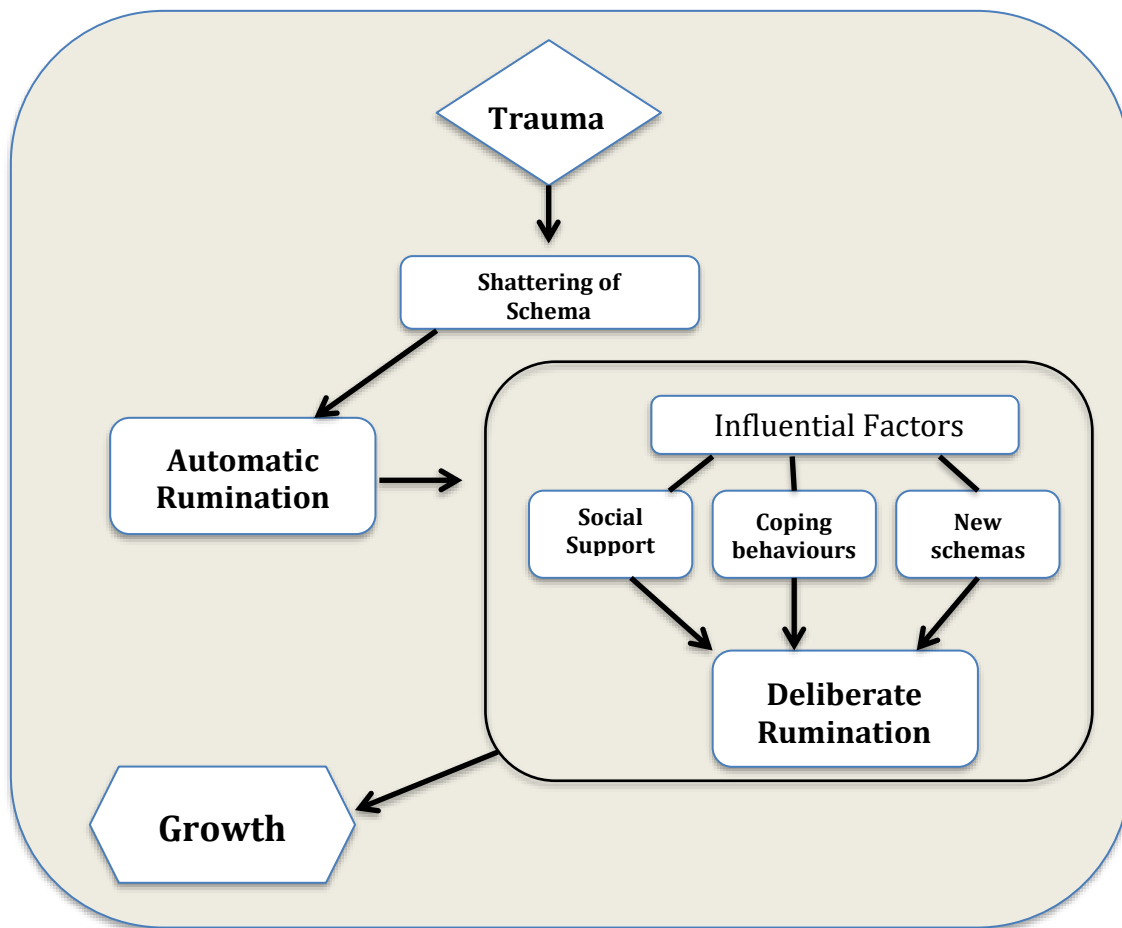 Trauma
Shattering of
Schema
Automatic
Rumination
Influential Factors
Social
Support
Coping
behaviours
New
schemas
Deliberate
Rumination
Growth